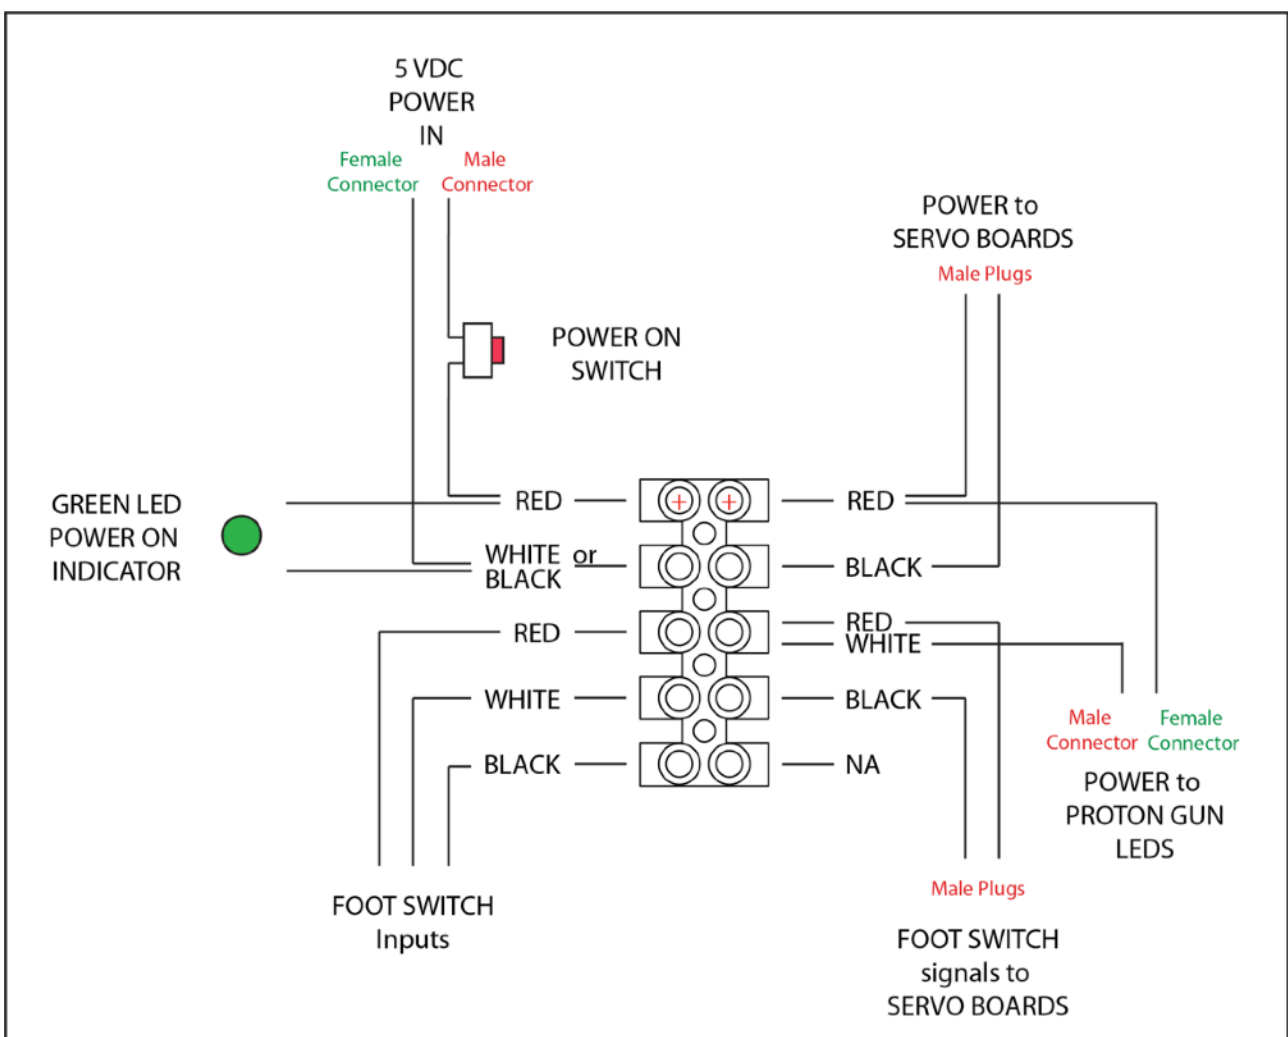 5 VDC
POWER
IN
Female
Connector
Male
Connector
POWER to
SERVO BOARDS
Male Plugs
POWER ON
SWITCH
GREEN LED
POWER ON
INDICATOR
RED
WHITE or
BLACK
RED
WHITE
BLACK
+ +
RED
BLACK
RED
WHITE
BLACK
NA
Male
Connector
Female
Connector
POWER to
PROTON GUN
LEDS
FOOT SWITCH
Inputs
Male Plugs
FOOT SWITCH
signals to
SERVO BOARDS